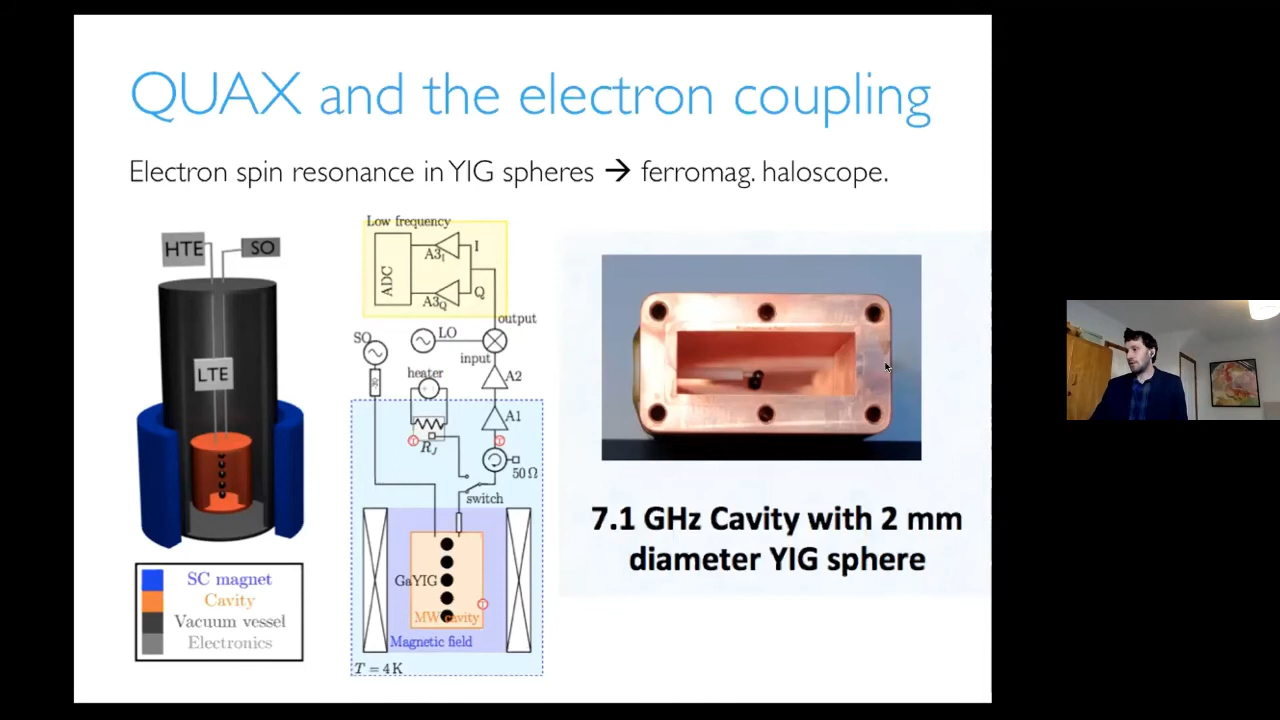 QUAX and the electron coupling
Electron spin resonance in YIG spheres → ferromag. haloscope.
HTE
SO
LTE
SC magnet
Cavity
Vacuum vessel
Electronics
Low frequency
ADC
A3I
I
A3Q
Q
output
SO
LO
input
heater
A2
A1
T
T
RJ
50 Ω
switch
GaYIG
T
MW cavity
Magnetic field
T = 4 K
7.1 GHz Cavity with 2 mm
diameter YIG sphere